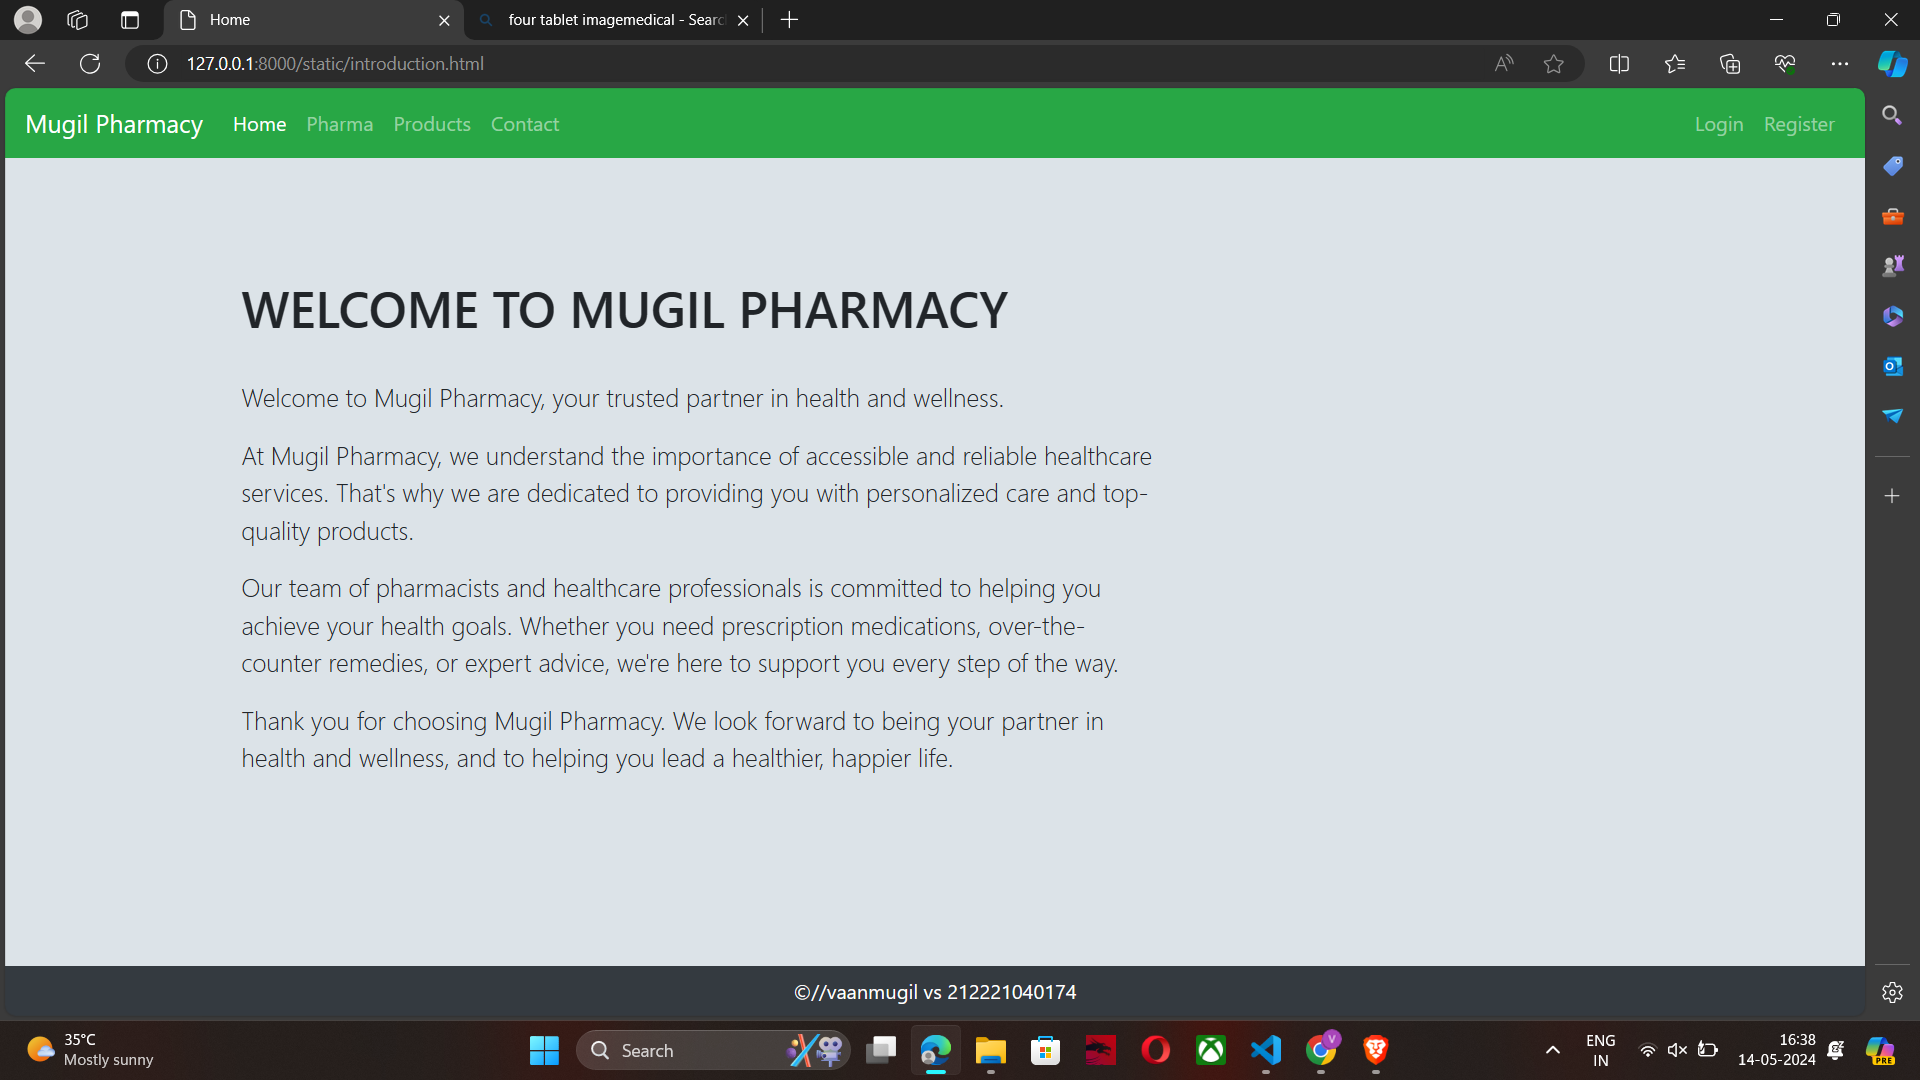 Home
four tablet imagemedical - Searc
127.0.0.1:8000/static/introduction.html
Mugil Pharmacy Home Pharma Products Contact Login Register
WELCOME TO MUGIL PHARMACY
Welcome to Mugil Pharmacy, your trusted partner in health and wellness.
At Mugil Pharmacy, we understand the importance of accessible and reliable healthcare
services. That's why we are dedicated to providing you with personalized care and top-
quality products.
Our team of pharmacists and healthcare professionals is committed to helping you
achieve your health goals. Whether you need prescription medications, over-the-
counter remedies, or expert advice, we're here to support you every step of the way.
Thank you for choosing Mugil Pharmacy. We look forward to being your partner in
health and wellness, and to helping you lead a healthier, happier life.
©//vaanmugil vs 212221040174
35°C
Mostly sunny
Search
V
ENG
IN
16:38
14-05-2024
PRE